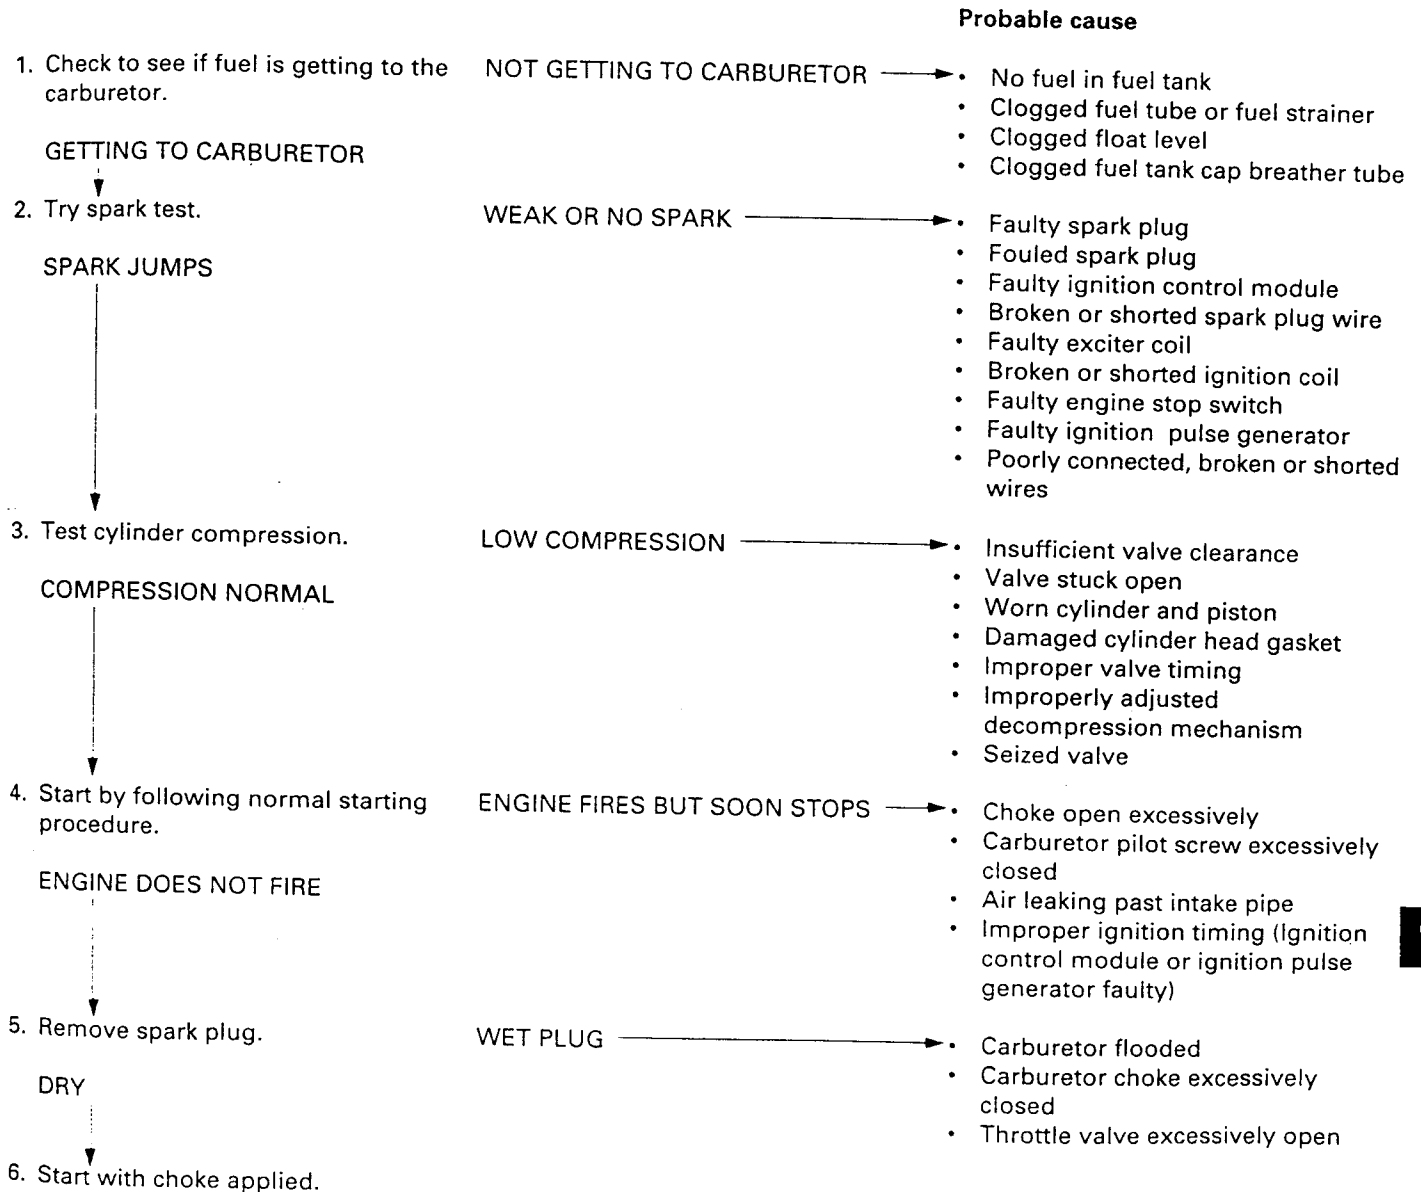 Probable cause
1. Check to see if fuel is getting to the
carburetor.
NOT GETTING TO CARBURETOR
• No fuel in fuel tank
• Clogged fuel tube or fuel strainer
• Clogged float level
• Clogged fuel tank cap breather tube
GETTING TO CARBURETOR
2. Try spark test.
WEAK OR NO SPARK
• Faulty spark plug
• Fouled spark plug
• Faulty ignition control module
• Broken or shorted spark plug wire
• Faulty exciter coil
• Broken or shorted ignition coil
• Faulty engine stop switch
• Faulty ignition pulse generator
• Poorly connected, broken or shorted
wires
SPARK JUMPS
3. Test cylinder compression.
LOW COMPRESSION
• Insufficient valve clearance
• Valve stuck open
• Worn cylinder and piston
• Damaged cylinder head gasket
• Improper valve timing
• Improperly adjusted
decompression mechanism
• Seized valve
COMPRESSION NORMAL
4. Start by following normal starting
procedure.
ENGINE FIRES BUT SOON STOPS
• Choke open excessively
• Carburetor pilot screw excessively
closed
• Air leaking past intake pipe
• Improper ignition timing (Ignition
control module or ignition pulse
generator faulty)
ENGINE DOES NOT FIRE
5. Remove spark plug.
WET PLUG
• Carburetor flooded
• Carburetor choke excessively
closed
• Throttle valve excessively open
DRY
6. Start with choke applied.